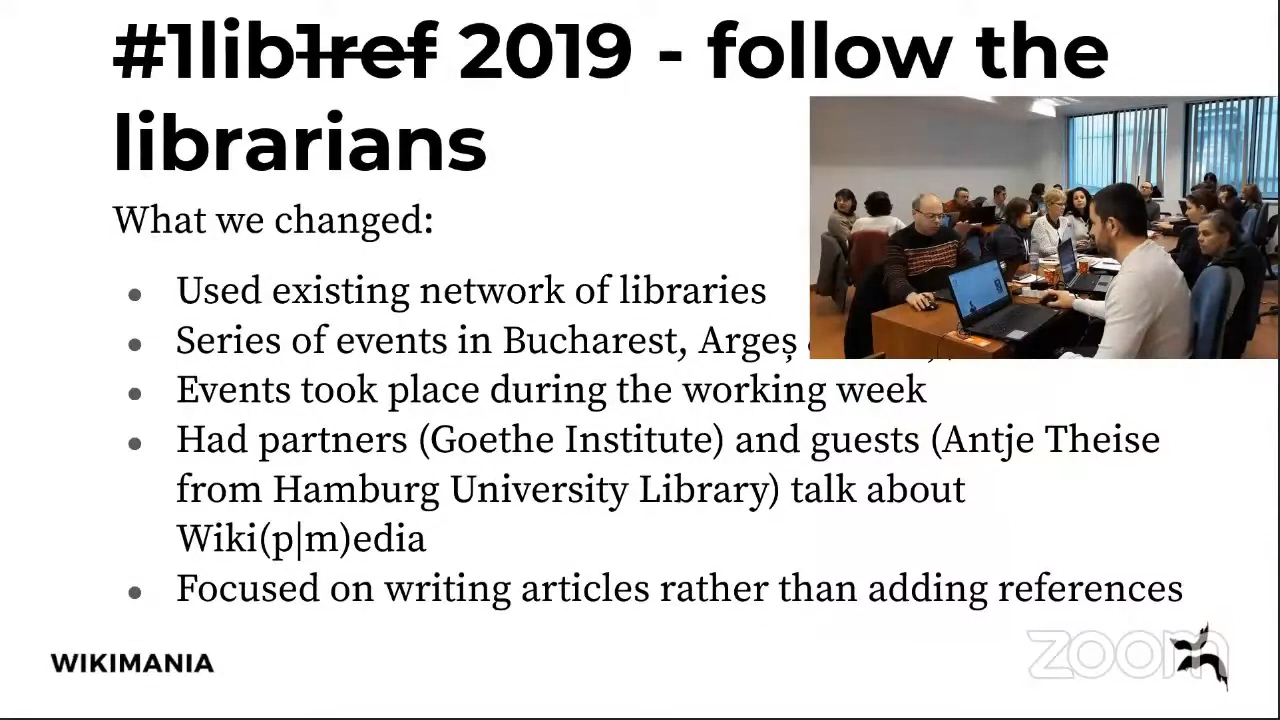 #1lib1ref 2019 - follow the
librarians
What we changed:
● Used existing network of libraries
● Series of events in Bucharest, Argeș
● Events took place during the working week
● Had partners (Goethe Institute) and guests (Antje Theise
from Hamburg University Library) talk about
Wiki(p|m)edia
● Focused on writing articles rather than adding references
WIKIMANIA
zoom